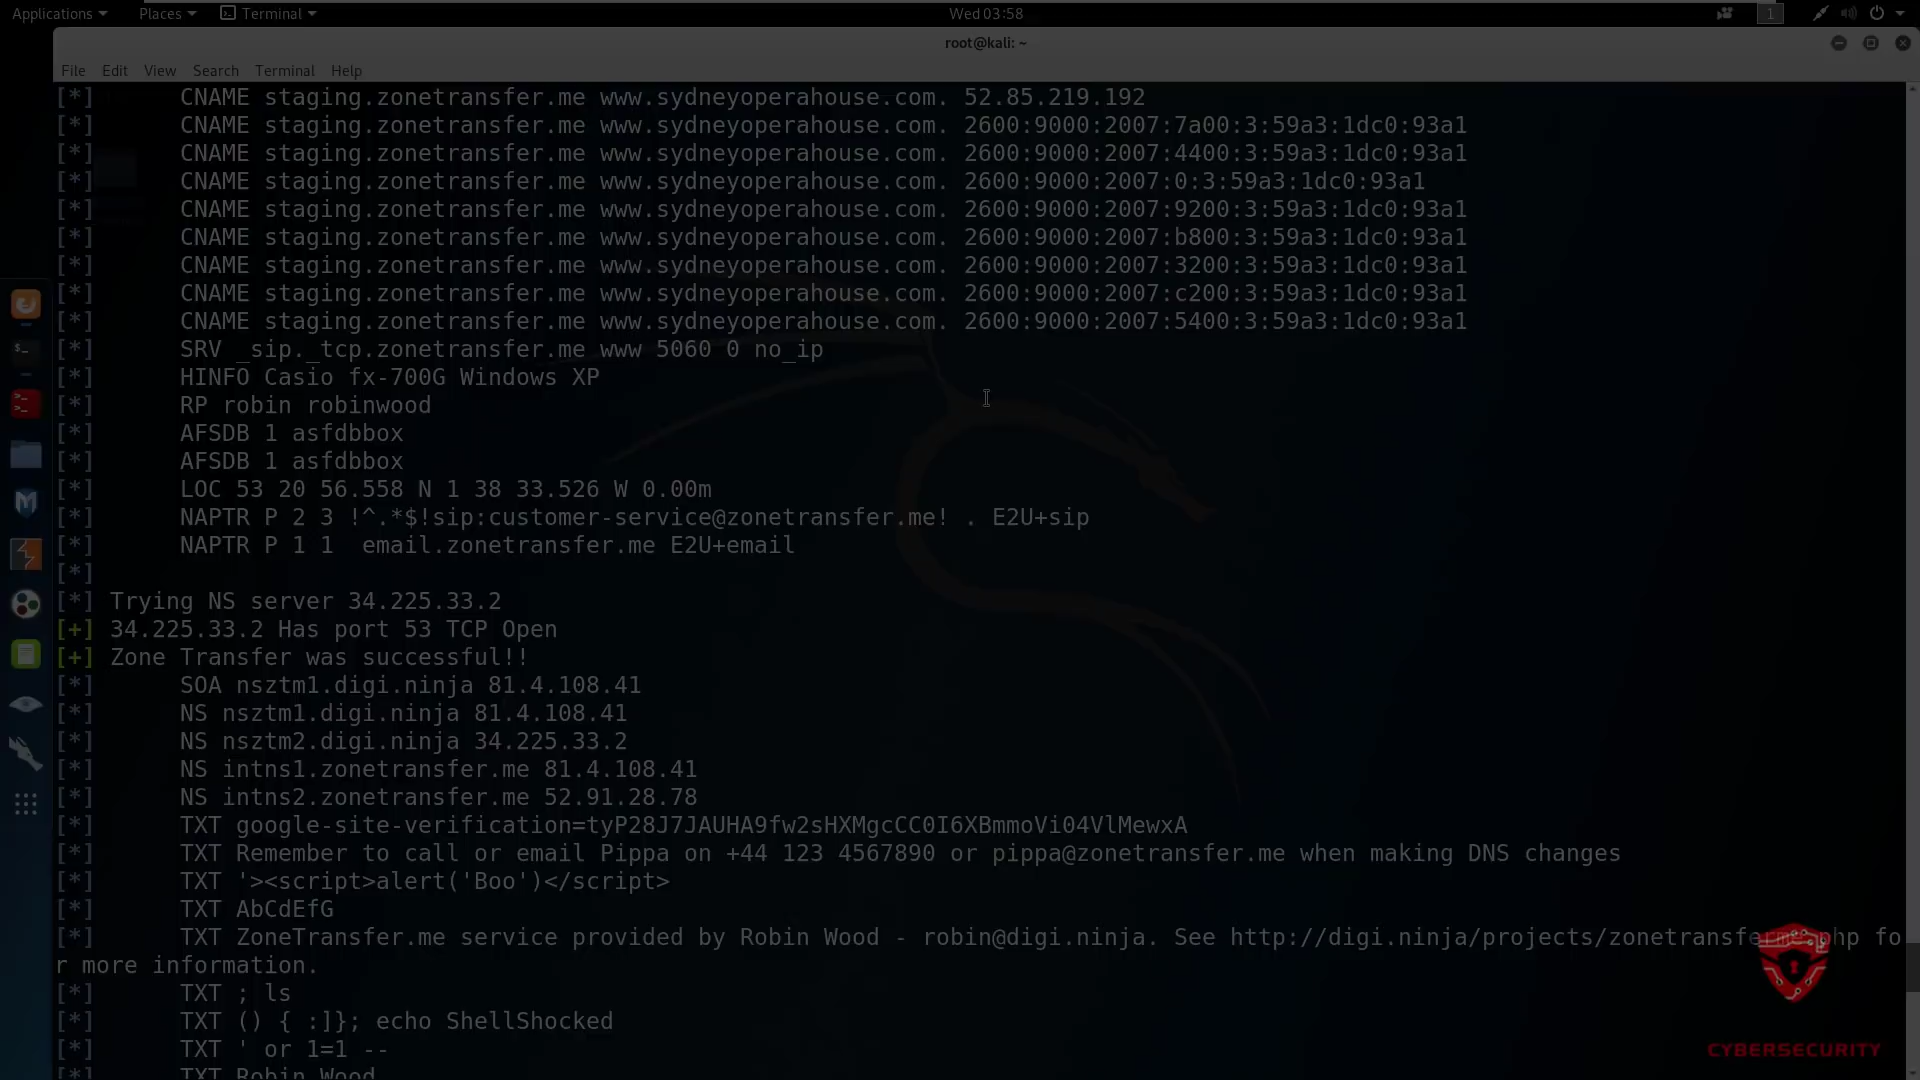 Applications Places Terminal Wed 03:58 1
root@kali: ~
File Edit View Search Terminal Help
[*] CNAME staging.zonetransfer.me www.sydneyoperahouse.com. 52.85.219.192
[*] CNAME staging.zonetransfer.me www.sydneyoperahouse.com. 2600:9000:2007:7a00:3:59a3:1dc0:93a1
[*] CNAME staging.zonetransfer.me www.sydneyoperahouse.com. 2600:9000:2007:4400:3:59a3:1dc0:93a1
[*] CNAME staging.zonetransfer.me www.sydneyoperahouse.com. 2600:9000:2007:0:3:59a3:1dc0:93a1
[*] CNAME staging.zonetransfer.me www.sydneyoperahouse.com. 2600:9000:2007:9200:3:59a3:1dc0:93a1
[*] CNAME staging.zonetransfer.me www.sydneyoperahouse.com. 2600:9000:2007:b800:3:59a3:1dc0:93a1
[*] CNAME staging.zonetransfer.me www.sydneyoperahouse.com. 2600:9000:2007:3200:3:59a3:1dc0:93a1
[*] CNAME staging.zonetransfer.me www.sydneyoperahouse.com. 2600:9000:2007:c200:3:59a3:1dc0:93a1
[*] CNAME staging.zonetransfer.me www.sydneyoperahouse.com. 2600:9000:2007:5400:3:59a3:1dc0:93a1
[*] SRV _sip._tcp.zonetransfer.me www 5060 0 no_ip
[*] HINFO Casio fx-700G Windows XP
[*] RP robin robinwood
[*] AFSDB 1 asfdbbox
[*] AFSDB 1 asfdbbox
[*] LOC 53 20 56.558 N 1 38 33.526 W 0.00m
[*] NAPTR P 2 3 !^.*$!sip:customer-service@zonetransfer.me! . E2U+sip
[*] NAPTR P 1 1  email.zonetransfer.me E2U+email
[*]
[*] Trying NS server 34.225.33.2
[+] 34.225.33.2 Has port 53 TCP Open
[+] Zone Transfer was successful!!
[*] SOA nsztm1.digi.ninja 81.4.108.41
[*] NS nsztm1.digi.ninja 81.4.108.41
[*] NS nsztm2.digi.ninja 34.225.33.2
[*] NS intns1.zonetransfer.me 81.4.108.41
[*] NS intns2.zonetransfer.me 52.91.28.78
[*] TXT google-site-verification=tyP28J7JAUHA9fw2sHXMgcCC0I6XBmmoVi04VlMewxA
[*] TXT Remember to call or email Pippa on +44 123 4567890 or pippa@zonetransfer.me when making DNS changes
[*] TXT '><script>alert('Boo')</script>
[*] TXT AbCdEfG
[*] TXT ZoneTransfer.me service provided by Robin Wood - robin@digi.ninja. See http://digi.ninja/projects/zonetransferme.php fo
r more information.
[*] TXT ; ls
[*] TXT () { :]}; echo ShellShocked
[*] TXT ' or 1=1 --
[*] TXT Robin Wood
CYBERSECURITY